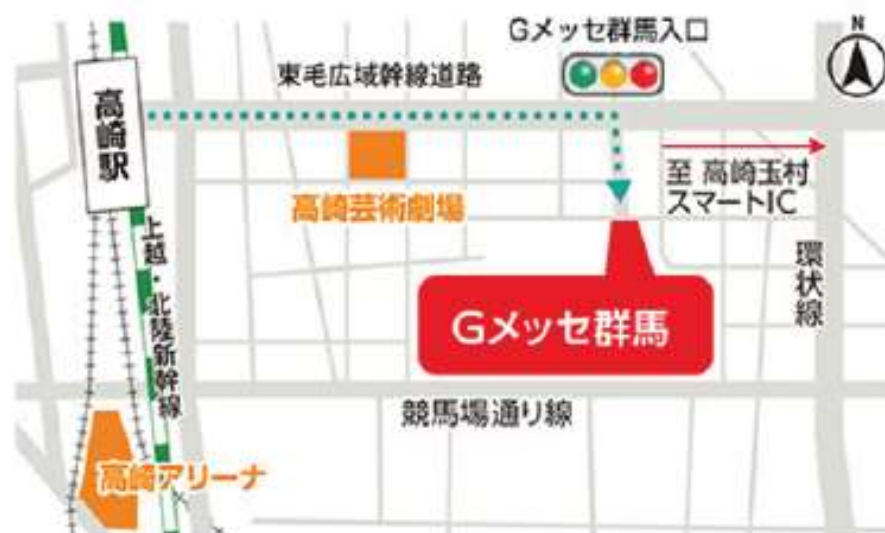 Gメッセ群馬入口
N
東毛広域幹線道路
高崎駅
至 高崎玉村
スマートIC
高崎芸術劇場
上越・北陸新幹線
環状線
Gメッセ群馬
競馬場通り線
高崎アリーナ